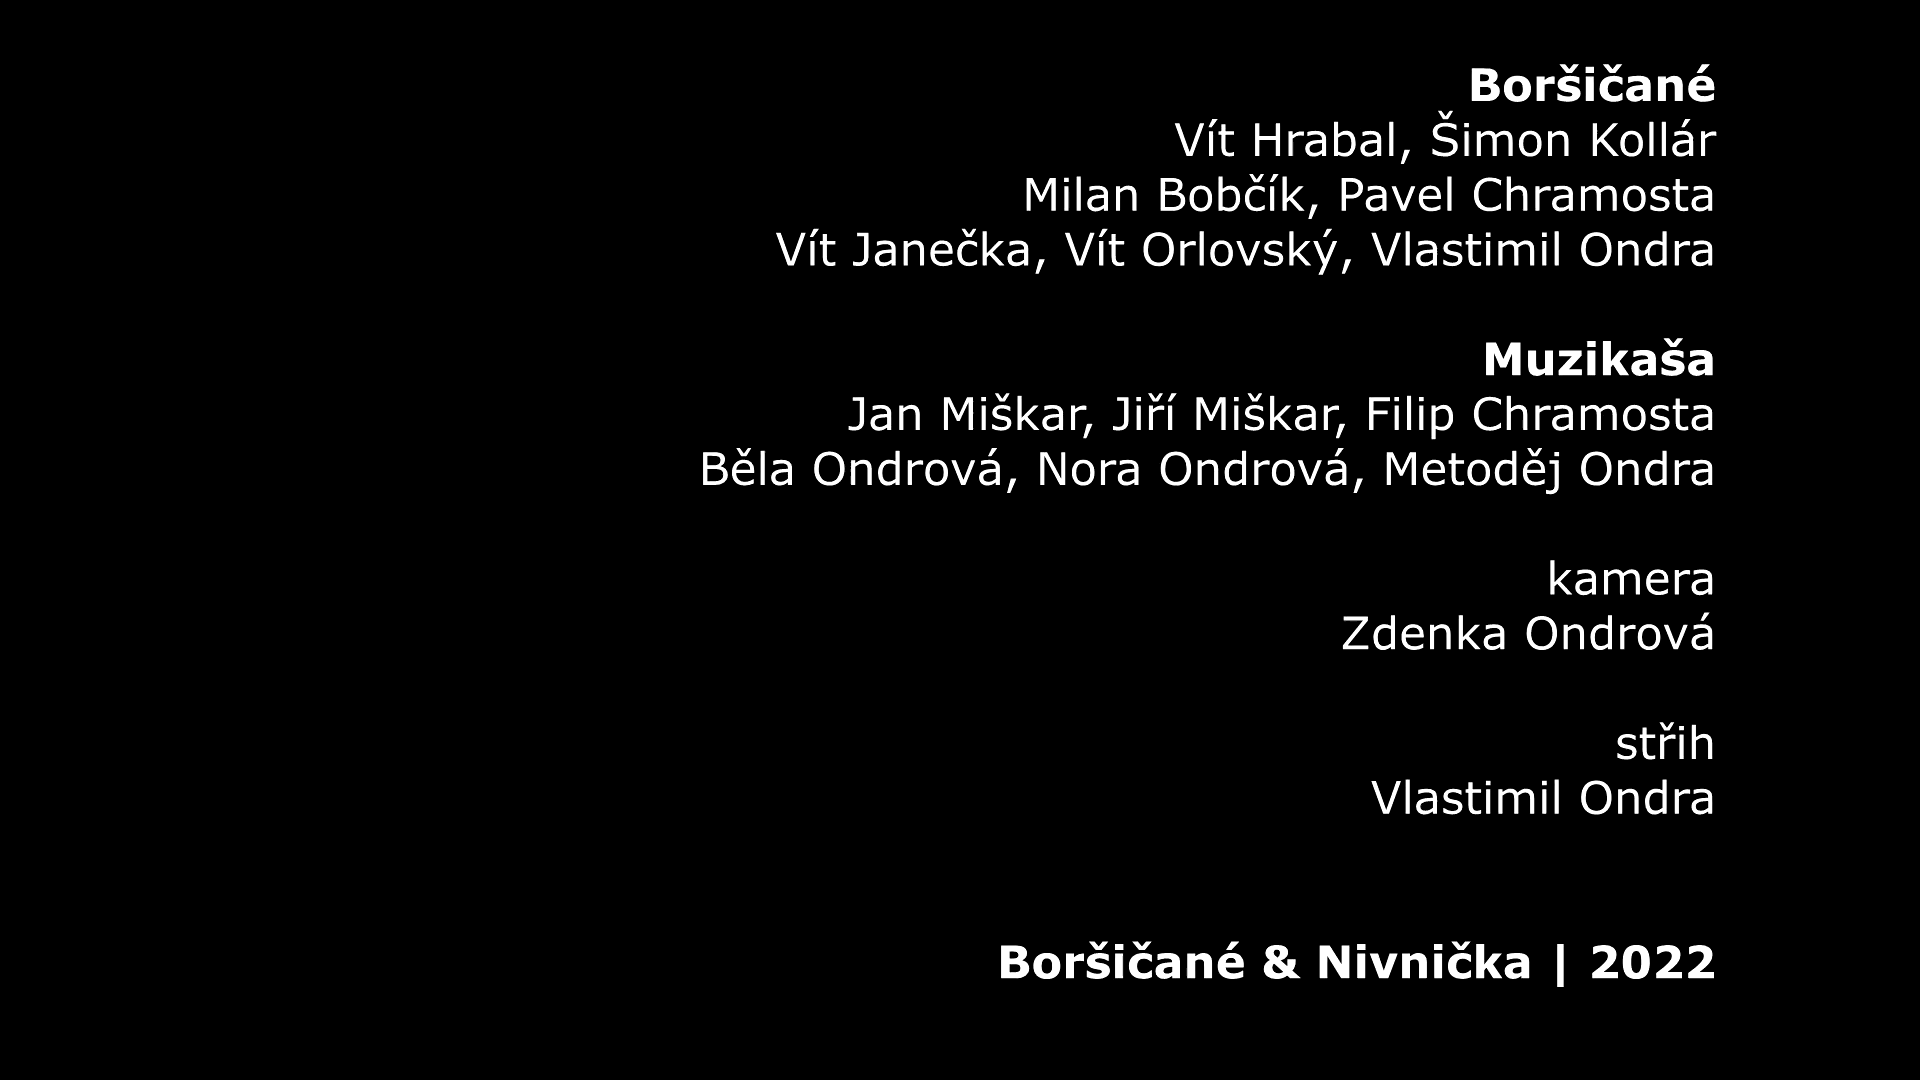 Boršičané
Vít Hrabal, Šimon Kollár
Milan Bobčík, Pavel Chramosta
Vít Janečka, Vít Orlovský, Vlastimil Ondra
Muzikaša
Jan Miškar, Jiří Miškar, Filip Chramosta
Běla Ondrová, Nora Ondrová, Metoděj Ondra
kamera
Zdenka Ondrová
střih
Vlastimil Ondra
Boršičané & Nivnička | 2022